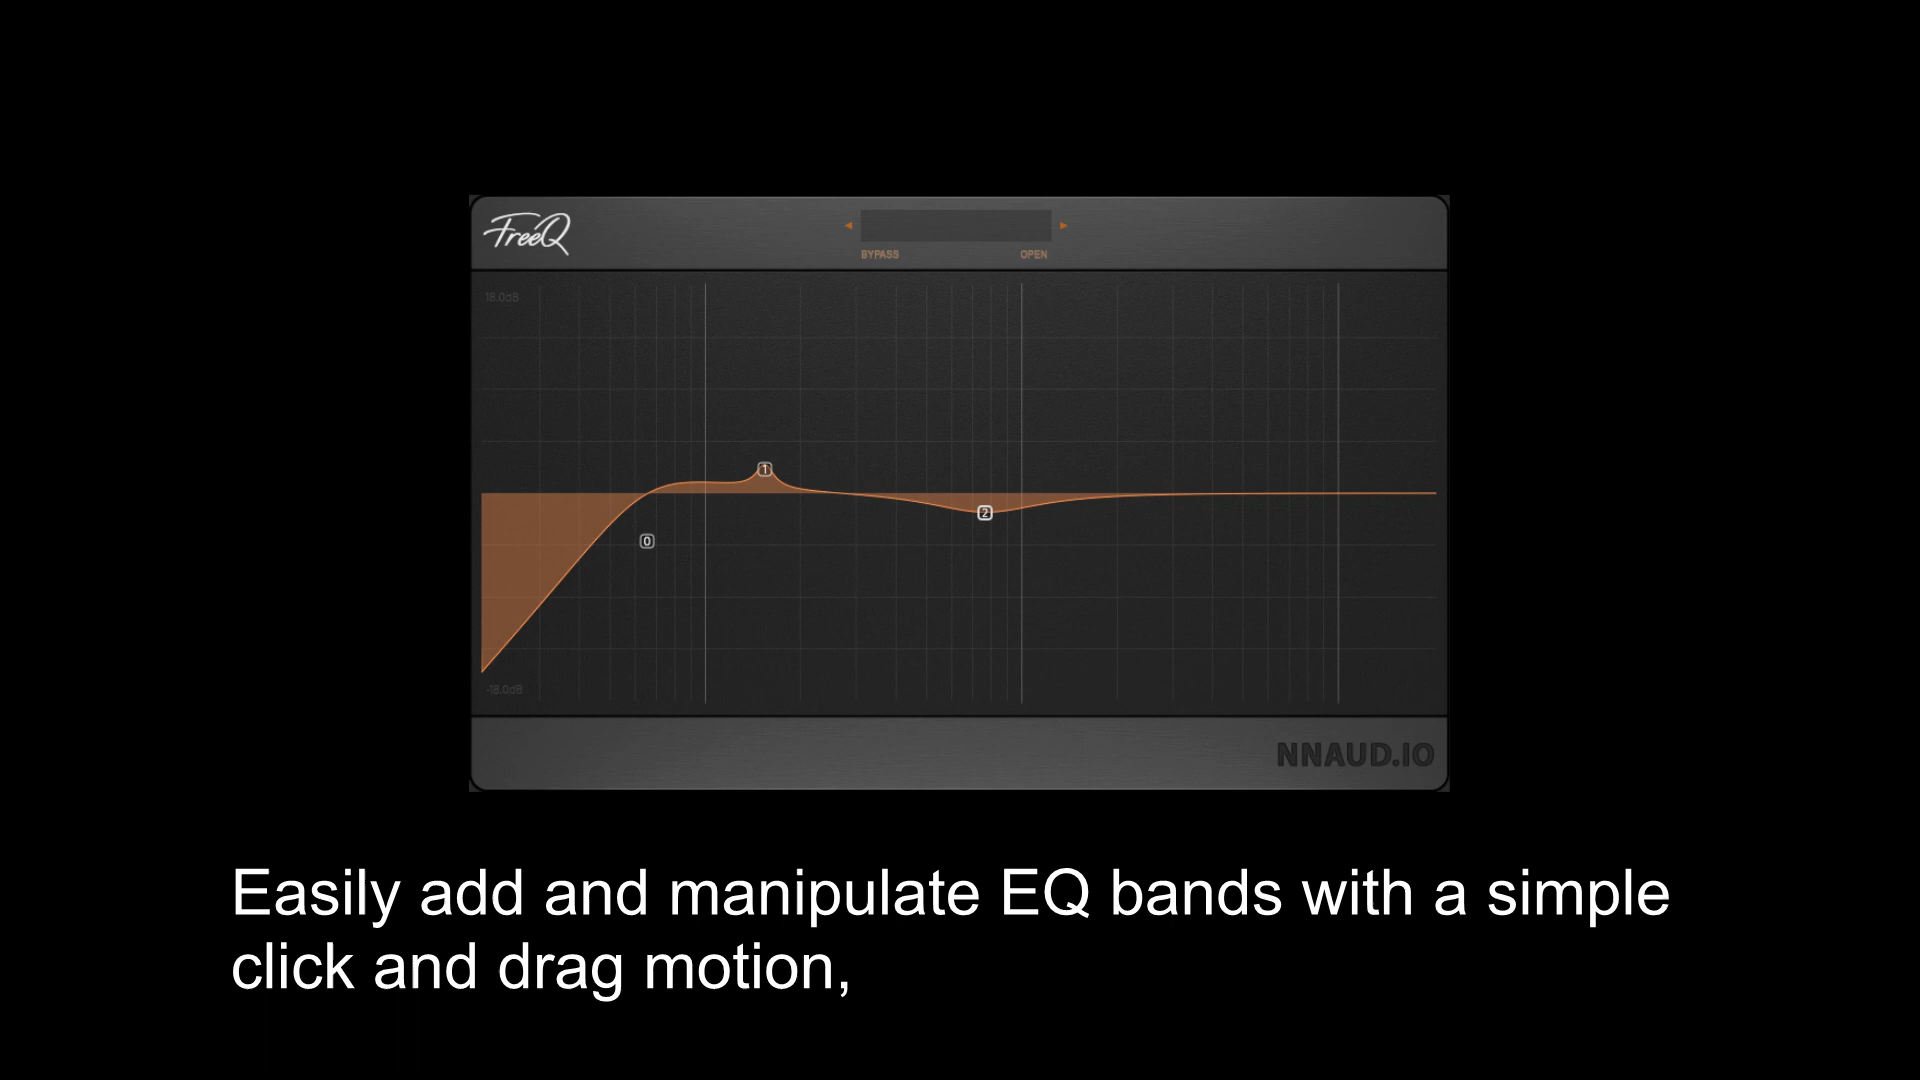 FreeQ
BYPASS OPEN
18.0dB
1
2
0
-18.0dB
NNAUD.IO
Easily add and manipulate EQ bands with a simple
click and drag motion,